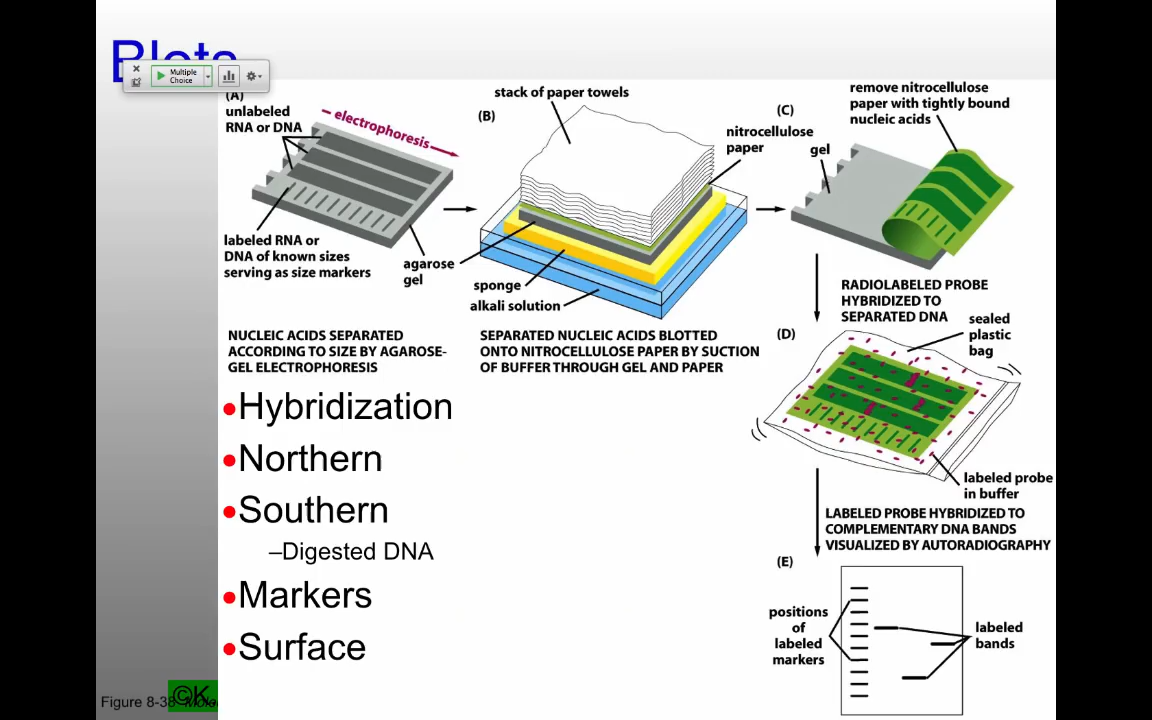 Blots
Multiple
Choice
(A)
unlabeled
RNA or DNA
electrophoresis
labeled RNA or
DNA of known sizes
serving as size markers
agarose
gel
NUCLEIC ACIDS SEPARATED
ACCORDING TO SIZE BY AGAROSE-
GEL ELECTROPHORESIS
stack of paper towels
(B)
nitrocellulose
paper
sponge
alkali solution
SEPARATED NUCLEIC ACIDS BLOTTED
ONTO NITROCELLULOSE PAPER BY SUCTION
OF BUFFER THROUGH GEL AND PAPER
remove nitrocellulose
paper with tightly bound
nucleic acids
(C)
gel
RADIOLABELED PROBE
HYBRIDIZED TO
SEPARATED DNA
(D)
sealed
plastic
bag
labeled probe
in buffer
LABELED PROBE HYBRIDIZED TO
COMPLEMENTARY DNA BANDS
VISUALIZED BY AUTORADIOGRAPHY
(E)
positions
of
labeled
markers
labeled
bands
•Hybridization
•Northern
•Southern
–Digested DNA
•Markers
•Surface
Figure 8-38
©K